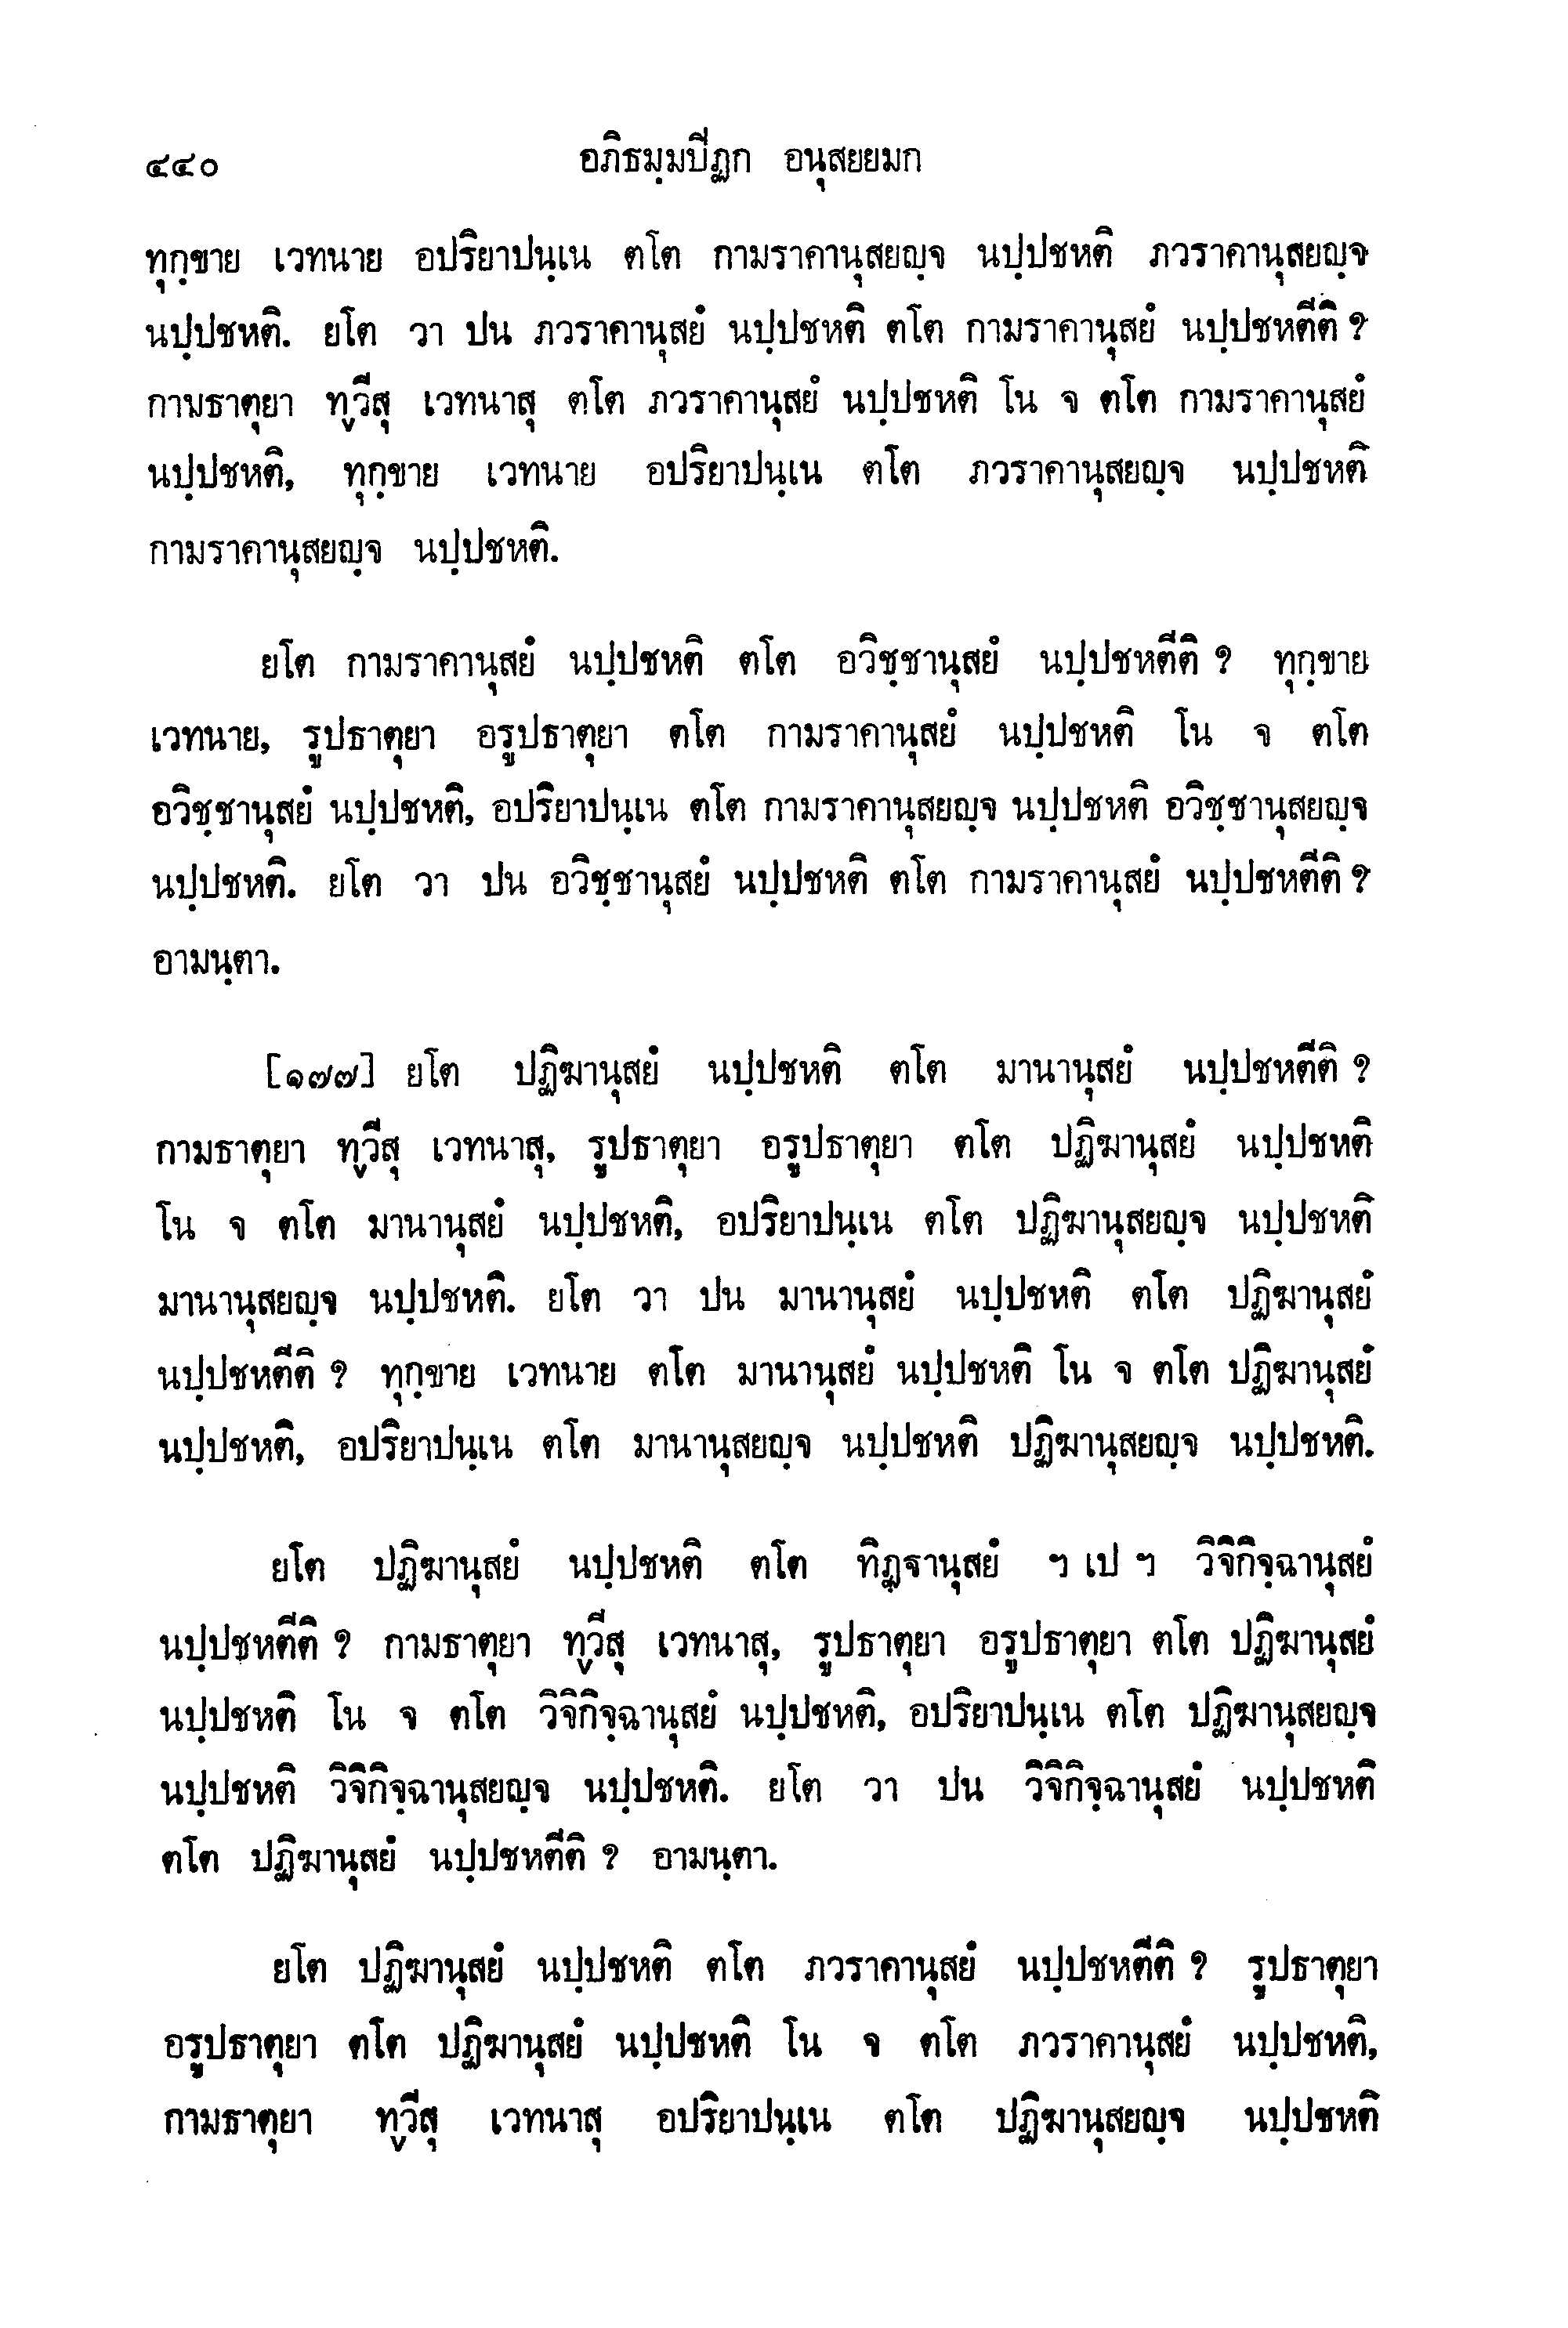 ๔๔๐ อภิธมฺมปีฏก อนุสยยมก
ทุกฺขาย เวทนาย อปริยาปนฺเน ตโต กามราคานุสยญฺจ นปฺปชหติ ภวราคานุสยญฺจ
นปฺปชหติ. ยโต วา ปน ภวราคานุสยํ นปฺปชหติ ตโต กามราคานุสยํ นปฺปชหตีติ ?
กามธาตุยา ทฺวีสุ เวทนาสุ ตโต ภวราคานุสยํ นปฺปชหติ โน จ ตโต กามราคานุสยํ
นปฺปชหติ, ทุกฺขาย เวทนาย อปริยาปนฺเน ตโต ภวราคานุสยญฺจ นปฺปชหติ
กามราคานุสยญฺจ นปฺปชหติ.
ยโต กามราคานุสยํ นปฺปชหติ ตโต อวิชฺชานุสยํ นปฺปชหตีติ ? ทุกฺขาย
เวทนาย, รูปธาตุยา อรูปธาตุยา ตโต กามราคานุสยํ นปฺปชหติ โน จ ตโต
อวิชฺชานุสยํ นปฺปชหติ, อปริยาปนฺเน ตโต กามราคานุสยญฺจ นปฺปชหติ อวิชฺชานุสยญฺจ
นปฺปชหติ. ยโต วา ปน อวิชฺชานุสยํ นปฺปชหติ ตโต กามราคานุสยํ นปฺปชหตีติ ?
อามนฺตา.
[๑๗๗] ยโต ปฏิฆานุสยํ นปฺปชหติ ตโต มานานุสยํ นปฺปชหตีติ ?
กามธาตุยา ทฺวีสุ เวทนาสุ, รูปธาตุยา อรูปธาตุยา ตโต ปฏิฆานุสยํ นปฺปชหติ
โน จ ตโต มานานุสยํ นปฺปชหติ, อปริยาปนฺเน ตโต ปฏิฆานุสยญฺจ นปฺปชหติ
มานานุสยญฺจ นปฺปชหติ. ยโต วา ปน มานานุสยํ นปฺปชหติ ตโต ปฏิฆานุสยํ
นปฺปชหตีติ ? ทุกฺขาย เวทนาย ตโต มานานุสยํ นปฺปชหติ โน จ ตโต ปฏิฆานุสยํ
นปฺปชหติ, อปริยาปนฺเน ตโต มานานุสยญฺจ นปฺปชหติ ปฏิฆานุสยญฺจ นปฺปชหติ.
ยโต ปฏิฆานุสยํ นปฺปชหติ ตโต ทิฏฺฐานุสยํ ฯ เป ฯ วิจิกิจฺฉานุสยํ
นปฺปชหตีติ ? กามธาตุยา ทฺวีสุ เวทนาสุ, รูปธาตุยา อรูปธาตุยา ตโต ปฏิฆานุสยํ
นปฺปชหติ โน จ ตโต วิจิกิจฺฉานุสยํ นปฺปชหติ, อปริยาปนฺเน ตโต ปฏิฆานุสยญฺจ
นปฺปชหติ วิจิกิจฺฉานุสยญฺจ นปฺปชหติ. ยโต วา ปน วิจิกิจฺฉานุสยํ นปฺปชหติ
ตโต ปฏิฆานุสยํ นปฺปชหตีติ ? อามนฺตา.
ยโต ปฏิฆานุสยํ นปฺปชหติ ตโต ภวราคานุสยํ นปฺปชหตีติ ? รูปธาตุยา
อรูปธาตุยา ตโต ปฏิฆานุสยํ นปฺปชหติ โน จ ตโต ภวราคานุสยํ นปฺปชหติ,
กามธาตุยา ทฺวีสุ เวทนาสุ อปริยาปนฺเน ตโต ปฏิฆานุสยญฺจ นปฺปชหติ